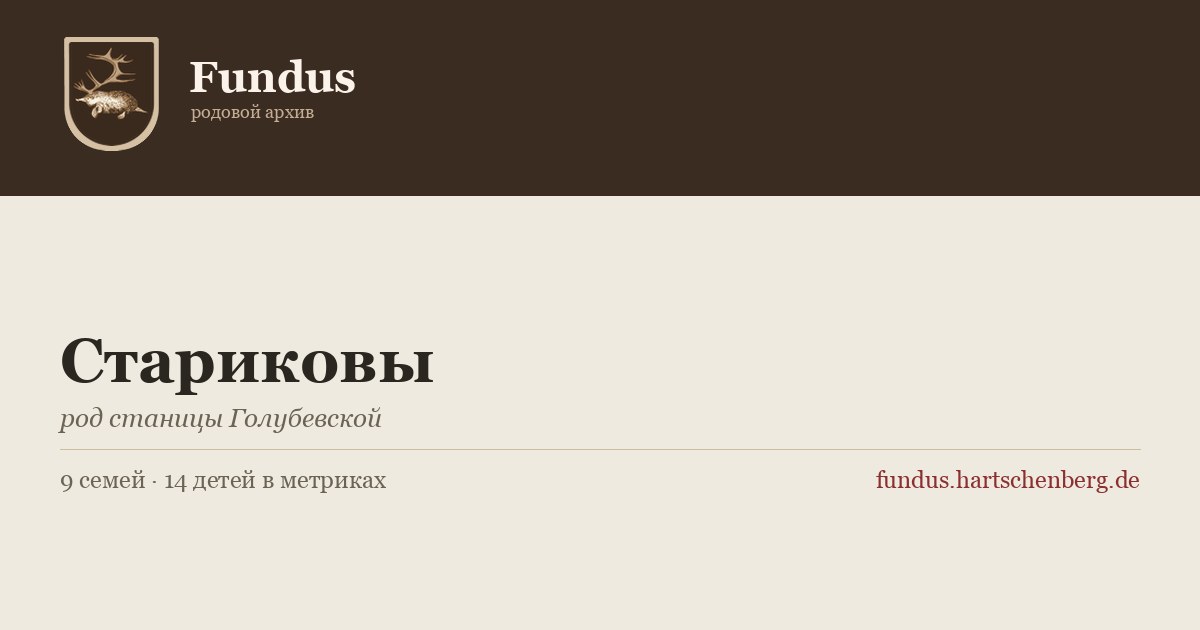 Fundus
родовой архив
Стариковы
род станицы Голубевской
9 семей · 14 детей в метриках
fundus.hartschenberg.de